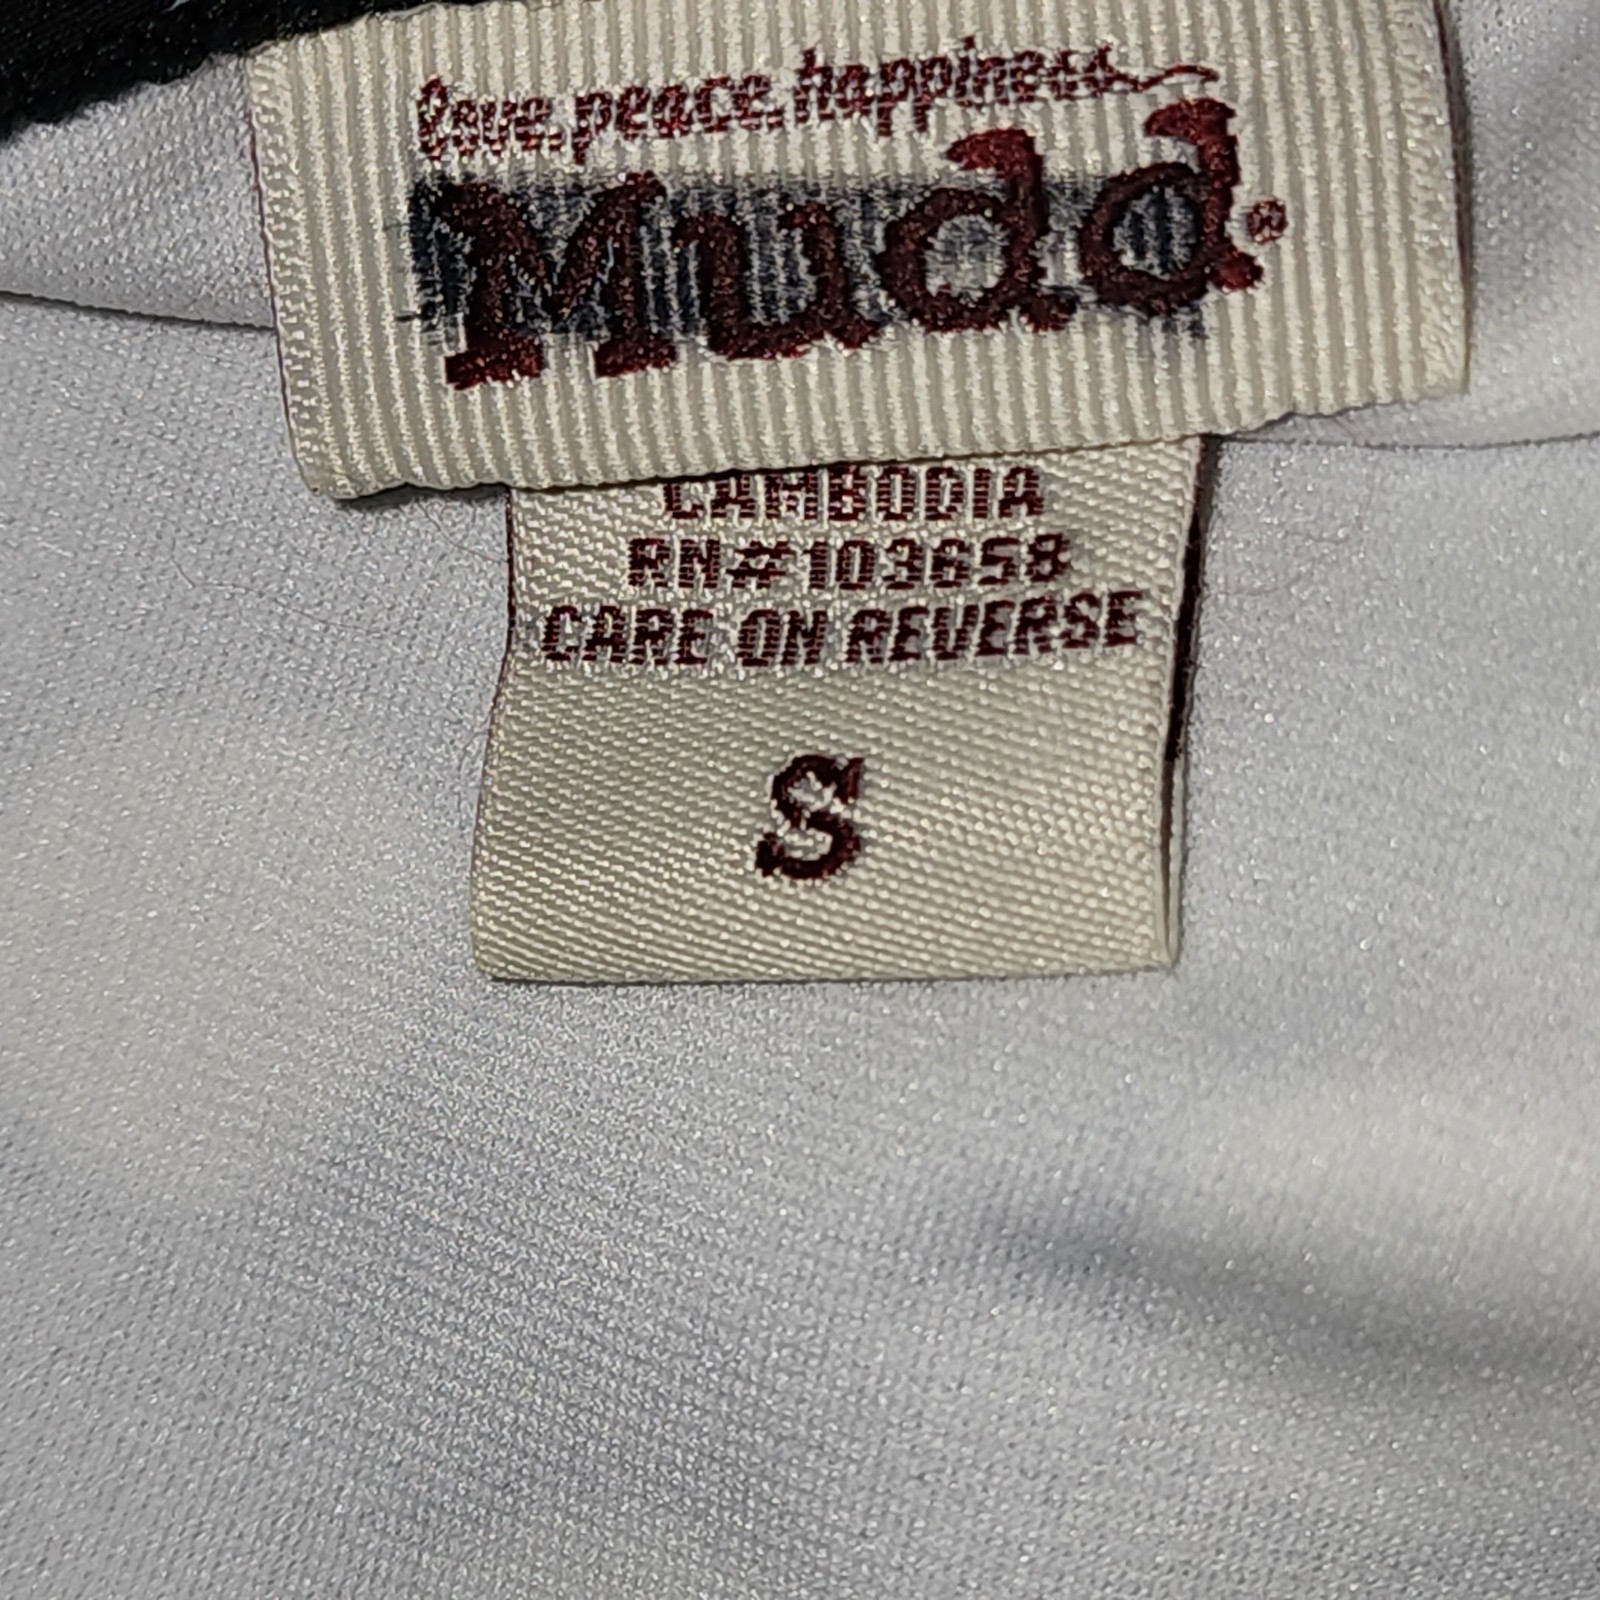 love.peace.happiness
Mudd®
CAMBODIA
RN#103658
CARE ON REVERSE
S